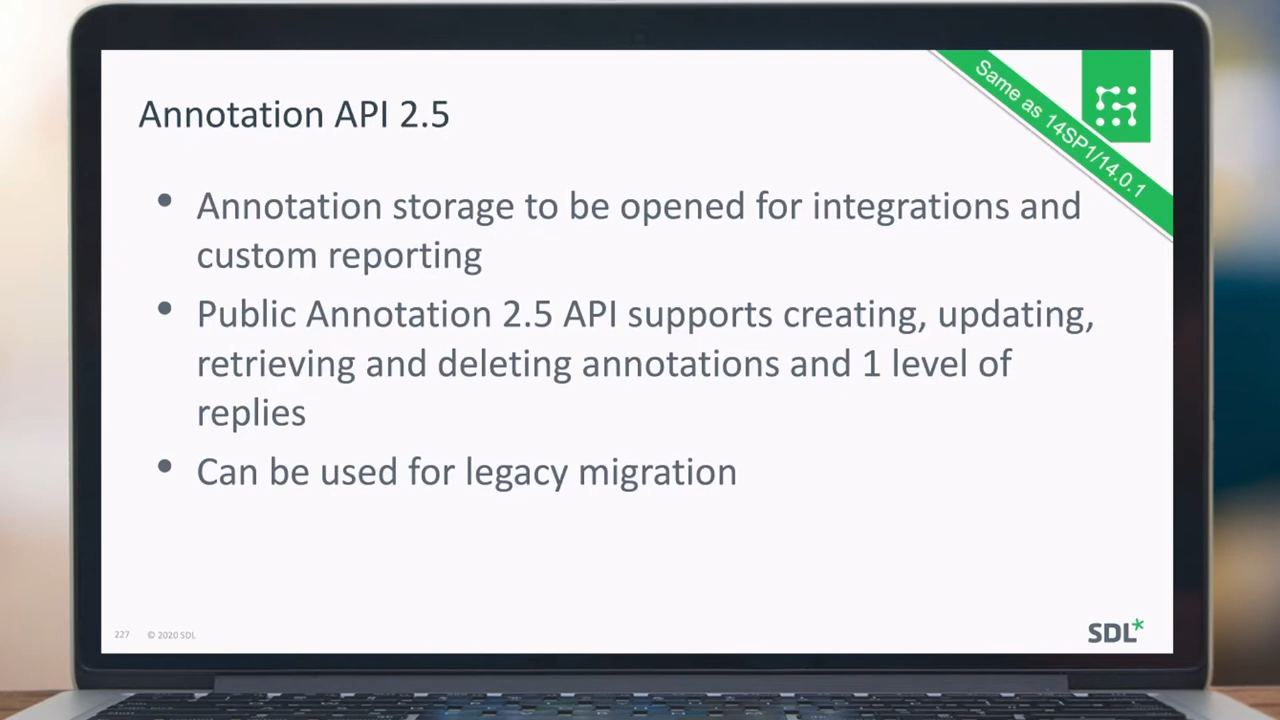 Annotation API 2.5
Same as 14SP1/14.0.1
Annotation storage to be opened for integrations and
custom reporting
Public Annotation 2.5 API supports creating, updating,
retrieving and deleting annotations and 1 level of
replies
Can be used for legacy migration
227 © 2020 SDL
SDL*